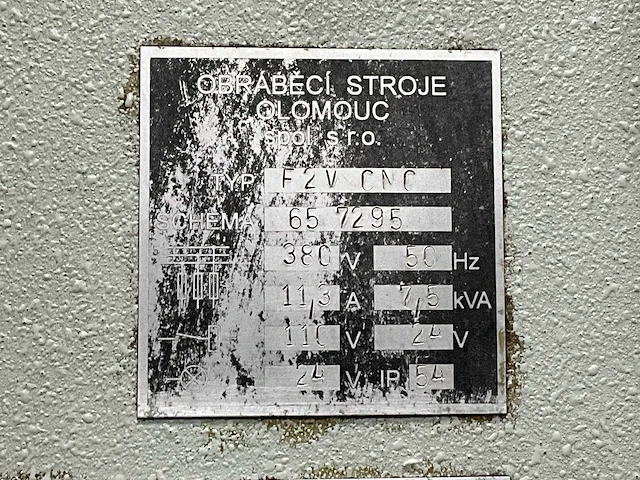 OBRÁBĚCÍ STROJE
OLOMOUC
spol. s r.o.
TYP F2V CNC
SCHEMA 65 7295
380 V 50 Hz
11,3 A 7,5 kVA
110 V 24 V
24 V IP 54